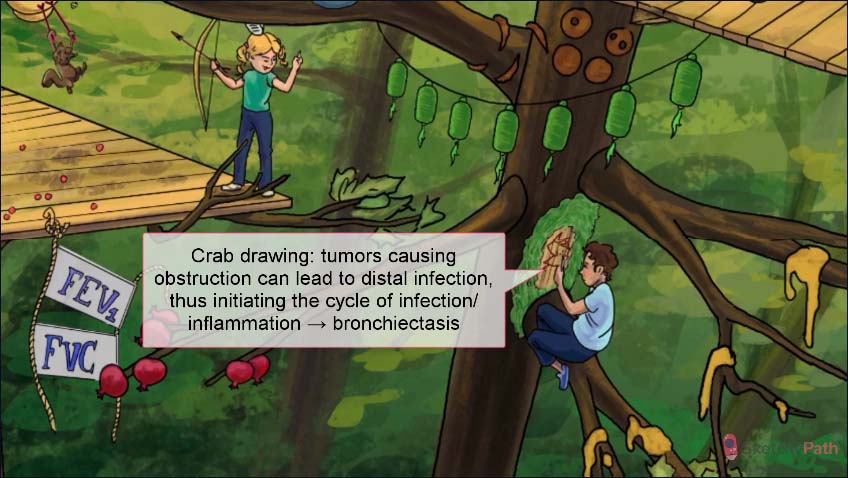 Crab drawing: tumors causing
obstruction can lead to distal infection,
thus initiating the cycle of infection/
inflammation → bronchiectasis
FEV₁
FVC
SketchyPath